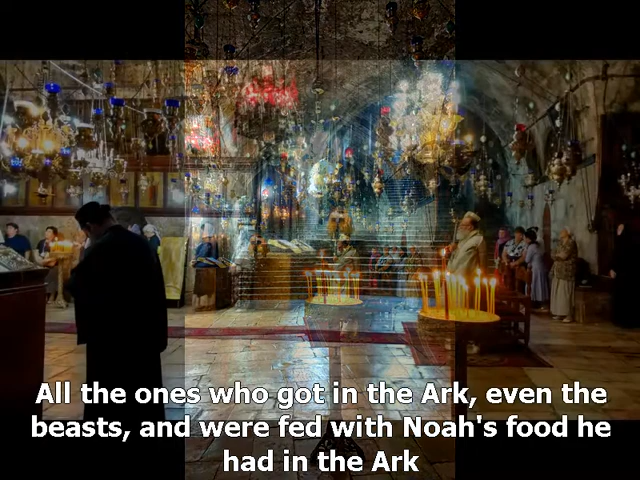 All the ones who got in the Ark, even the
beasts, and were fed with Noah's food he
had in the Ark